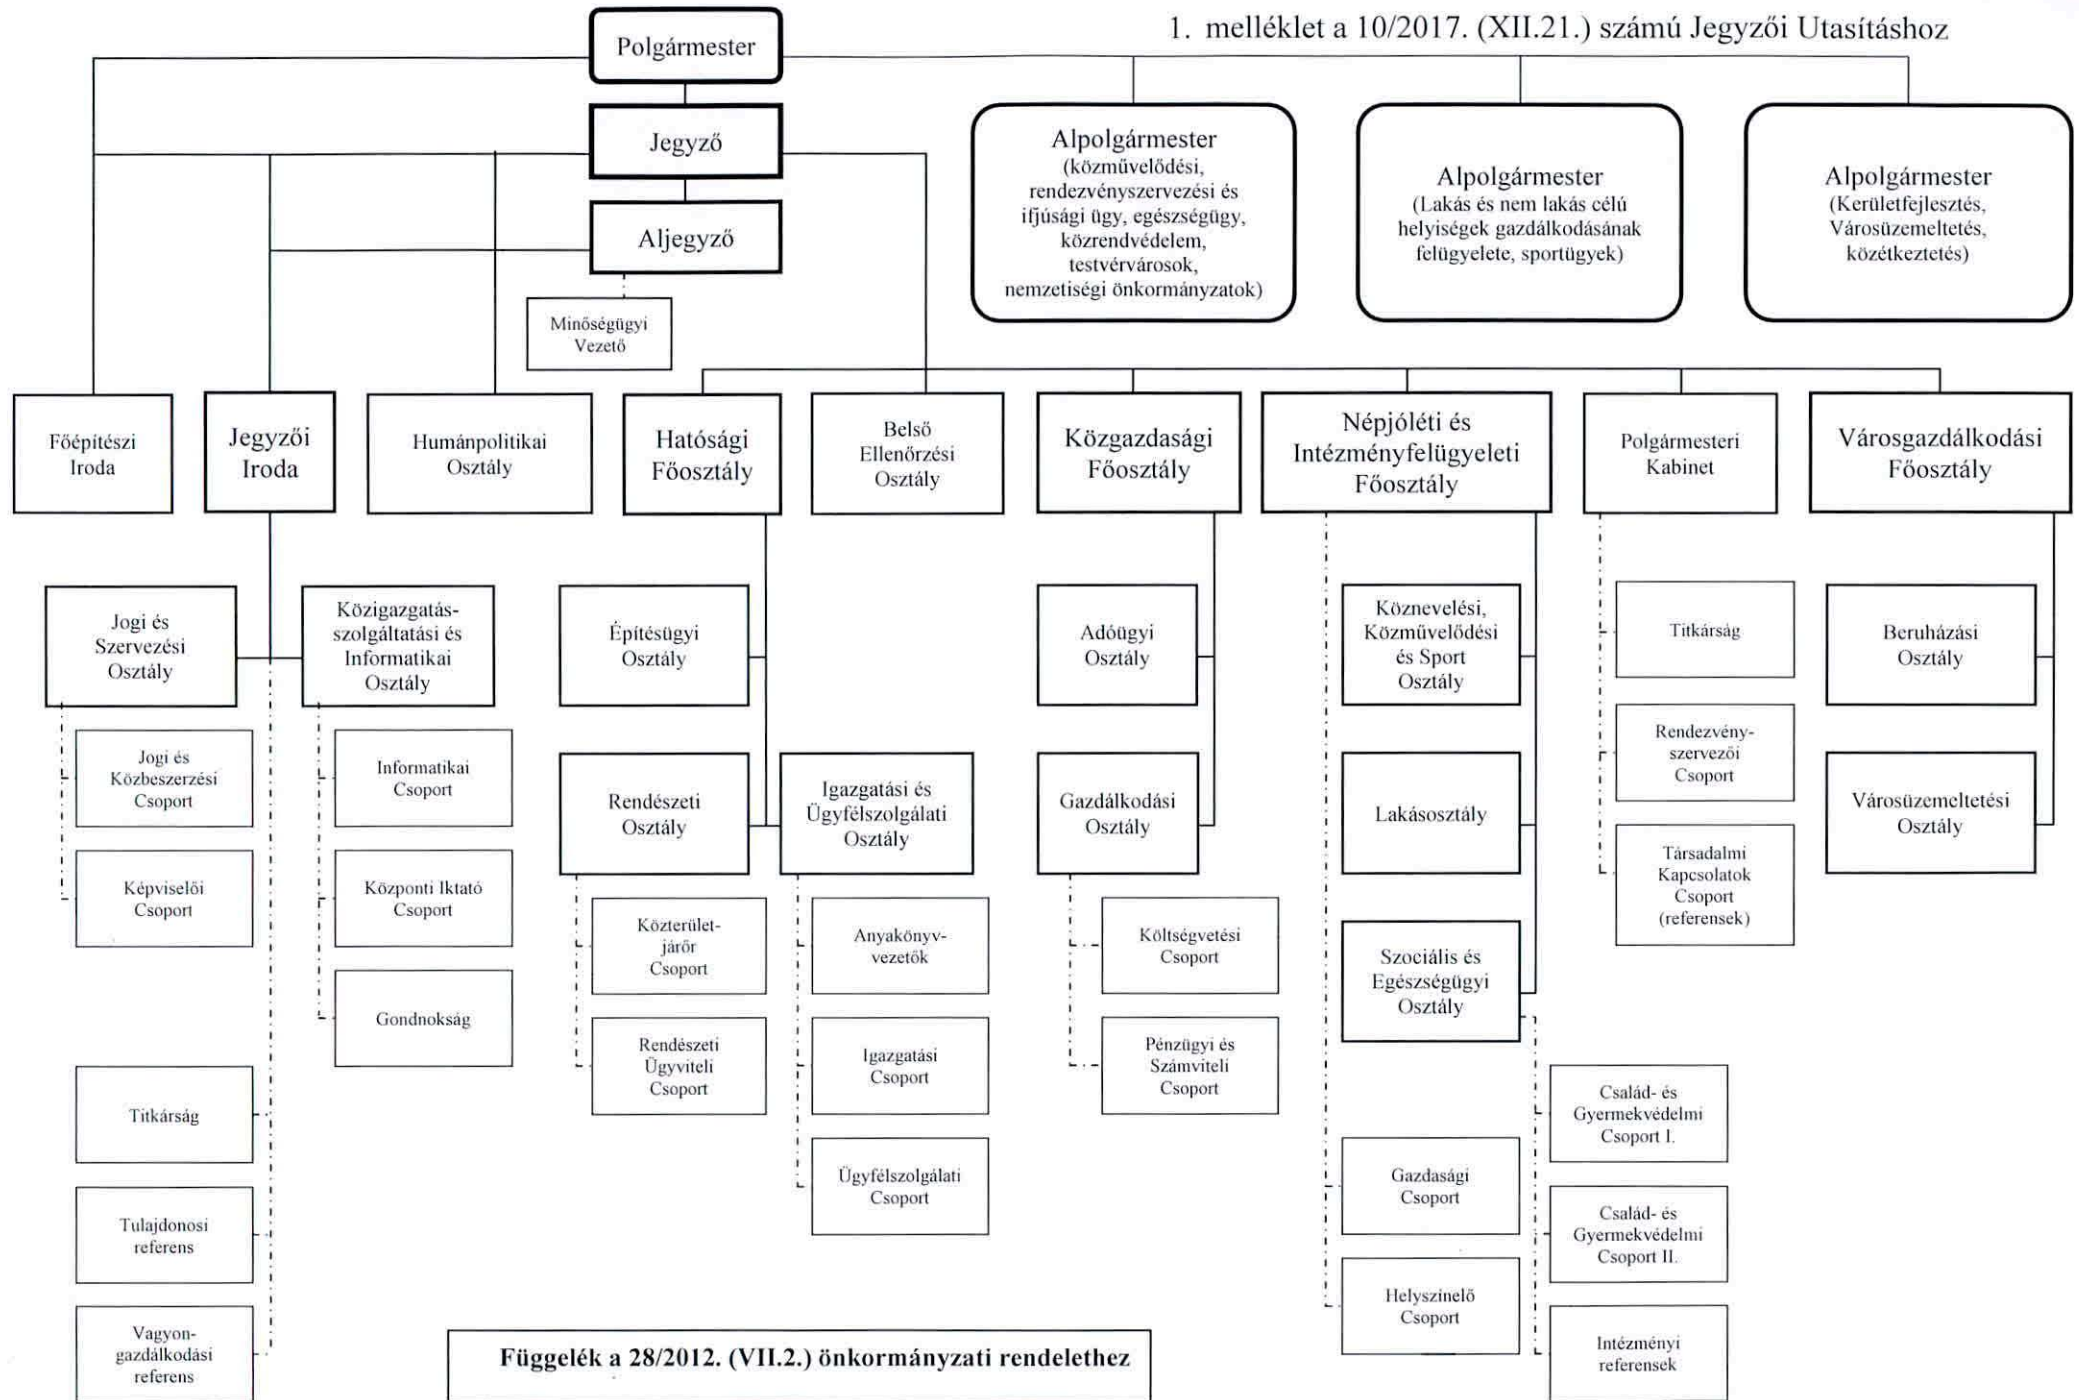 1. melléklet a 10/2017. (XII.21.) számú Jegyzői Utasításhoz
Polgármester
Jegyző
Aljegyző
Minőségügyi
Vezető
Alpolgármester
(közművelődési,
rendezvényszervezési és
ifjúsági ügy, egészségügy,
közrendvédelem,
testvérvárosok,
nemzetiségi önkormányzatok)
Alpolgármester
(Lakás és nem lakás célú
helyiségek gazdálkodásának
felügyelete, sportügyek)
Alpolgármester
(Kerületfejlesztés,
Városüzemeltetés,
közétkeztetés)
Főépítészi
Iroda
Jegyzői
Iroda
Humánpolitikai
Osztály
Hatósági
Főosztály
Belső
Ellenőrzési
Osztály
Közgazdasági
Főosztály
Népjóléti és
Intézményfelügyeleti
Főosztály
Polgármesteri
Kabinet
Városgazdálkodási
Főosztály
Jogi és
Szervezési
Osztály
Közigazgatás-
szolgáltatási és
Informatikai
Osztály
Építésügyi
Osztály
Adóügyi
Osztály
Köznevelési,
Közművelődési
és Sport
Osztály
Titkárság
Beruházási
Osztály
Jogi és
Közbeszerzési
Csoport
Informatikai
Csoport
Rendészeti
Osztály
Igazgatási és
Ügyfélszolgálati
Osztály
Gazdálkodási
Osztály
Lakásosztály
Rendezvény-
szervezői
Csoport
Városüzemeltetési
Osztály
Képviselői
Csoport
Központi Iktató
Csoport
Közterület-
járőr
Csoport
Anyakönyv-
vezetők
Költségvetési
Csoport
Szociális és
Egészségügyi
Osztály
Társadalmi
Kapcsolatok
Csoport
(referensek)
Gondnokság
Rendészeti
Ügyviteli
Csoport
Igazgatási
Csoport
Pénzügyi és
Számviteli
Csoport
Titkárság
Család- és
Gyermekvédelmi
Csoport I.
Ügyfélszolgálati
Csoport
Gazdasági
Csoport
Tulajdonosi
referens
Család- és
Gyermekvédelmi
Csoport II.
Helyszínelő
Csoport
Vagyon-
gazdálkodási
referens
Intézményi
referensek
Függelék a 28/2012. (VII.2.) önkormányzati rendelethez